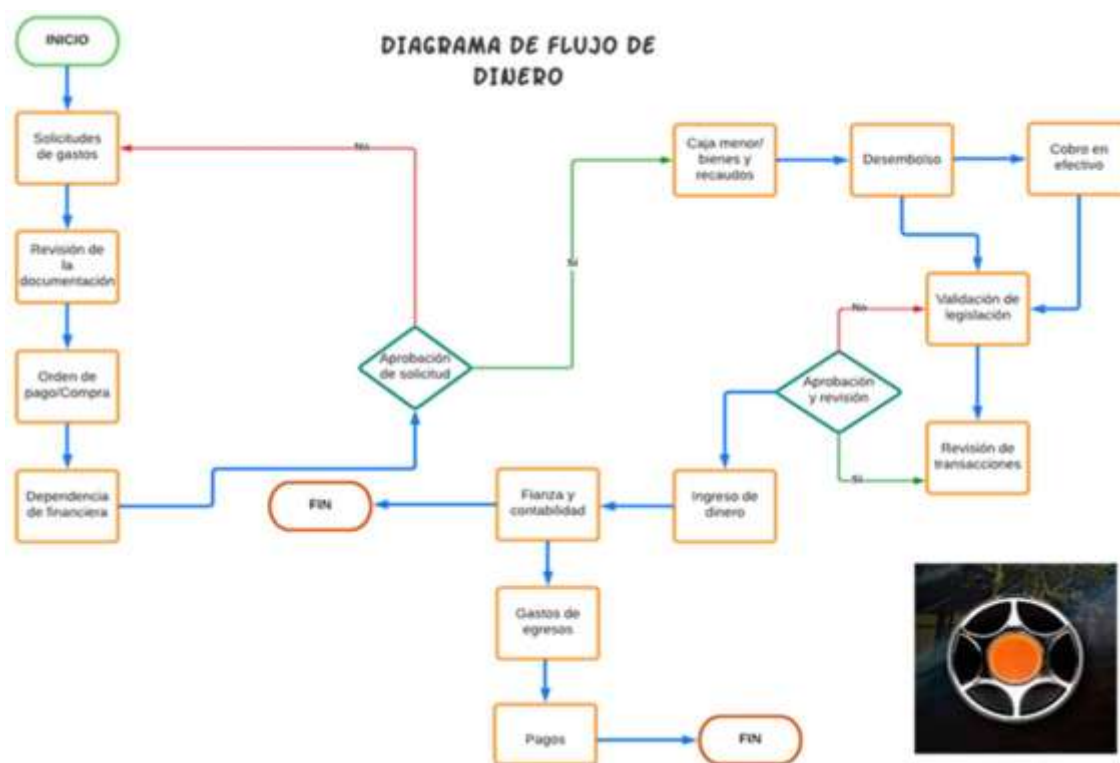 DIAGRAMA DE FLUJO DE
DINERO
INICIO
Solicitudes
de gastos
Revisión de
la
documentación
Orden de
pago/Compra
Dependencia
de financiera
Aprobación
de solicitud
No
Si
Caja menor/
bienes y
recaudos
Desembolso
Cobro en
efectivo
Validación de
legislación
No
Aprobación
y revisión
Si
Revisión de
transacciones
Ingreso de
dinero
Fianza y
contabilidad
FIN
Gastos de
egresos
Pagos
FIN